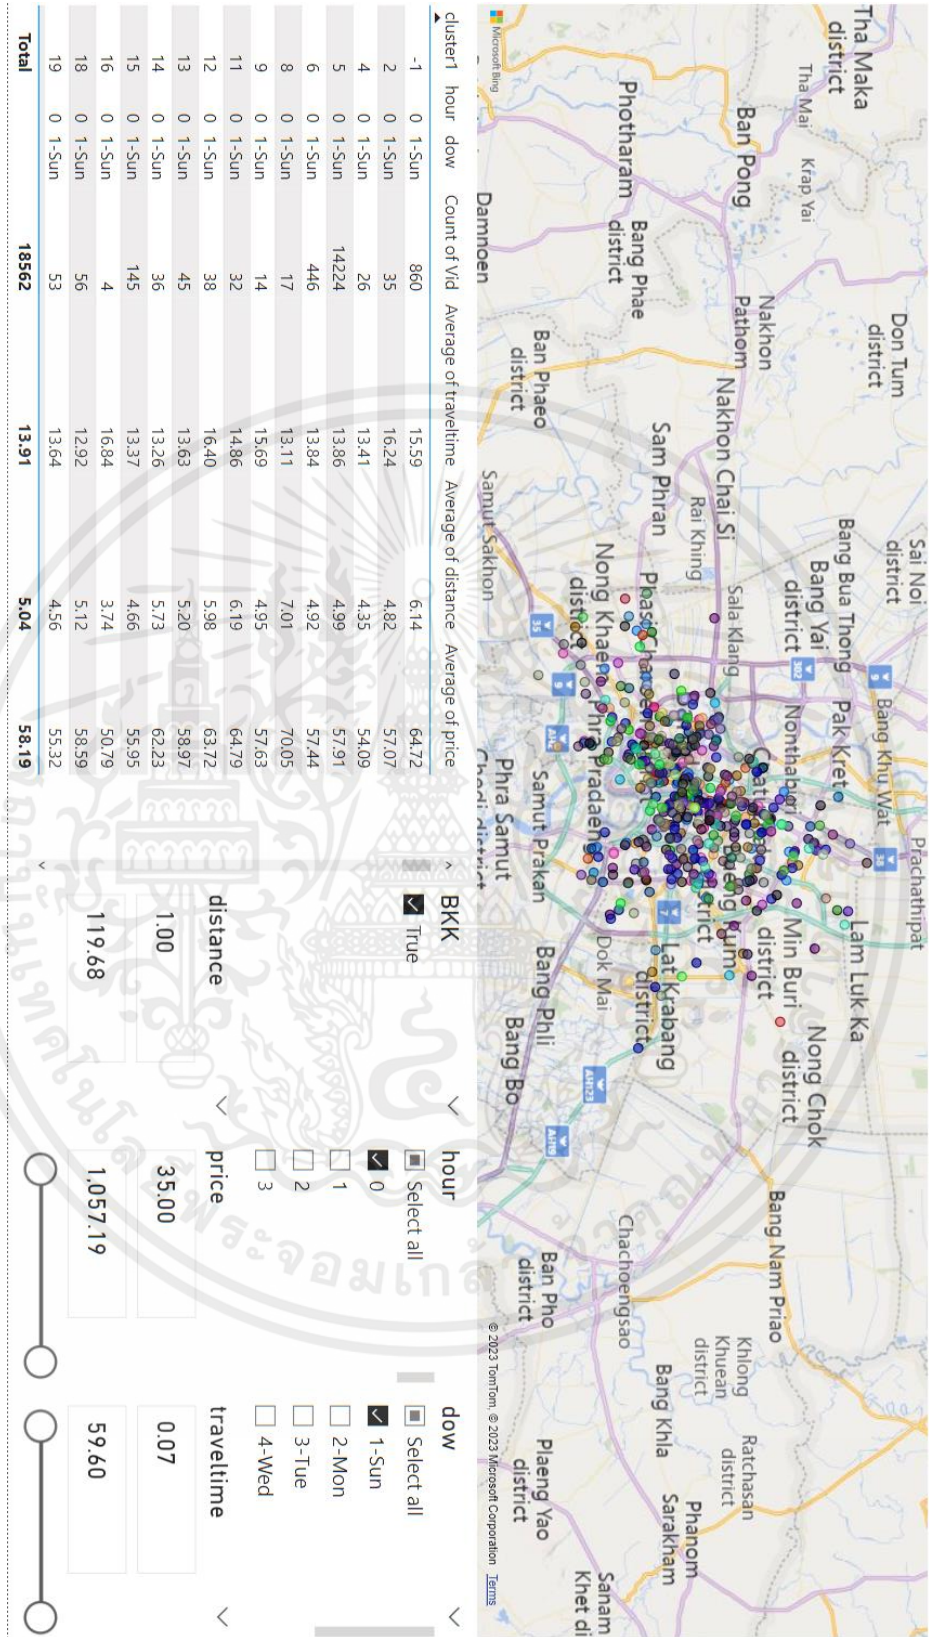 Tha Maka
district
Tha Mai
Krap Yai
Ban Pong
Photharam
Bang Phae
district
Damnoen
Don Tum
district
Nakhon
Pathom
Nakhon Chai Si
Ban Phaeo
district
Sam Phran
Rai Khing
Samut Sakhon
Sai Noi
district
Bang Bua Thong
Bang Yai
district
Sala Klang
Nong Khaem
district
35
9
302
9
Bang Khu Wat
Pak Kret
Nonthaburi
38
Prachathipat
Phra Pradaeng
Samut Prakan
Phra Samut
Chedi district
Lam Luk Ka
Min Buri
district
7
Lat Krabang
district
Dok Mai
Bang Phli
Bang Bo
Nong Chok
district
AH123
AH19
Bang Nam Priao
Chachoengsao
Ban Pho
district
Khlong
Khuean
district
Bang Khla
Ratchasan
district
Phanom
Sarakham
Plaeng Yao
district
Sanam
Khet di
Microsoft Bing
© 2023 TomTom, © 2023 Microsoft Corporation Terms
cluster1 hour dow Count of Vid Average of traveltime Average of distance Average of price
-1 0 1-Sun 860 15.59 6.14 64.72
2 0 1-Sun 35 16.24 4.82 57.07
4 0 1-Sun 26 13.41 4.35 54.09
5 0 1-Sun 14224 13.86 4.99 57.91
6 0 1-Sun 446 13.84 4.92 57.44
8 0 1-Sun 17 13.11 7.01 70.05
9 0 1-Sun 14 15.69 4.95 57.63
11 0 1-Sun 32 14.86 6.19 64.79
12 0 1-Sun 38 16.40 5.98 63.72
13 0 1-Sun 45 13.63 5.20 58.97
14 0 1-Sun 36 13.26 5.73 62.23
15 0 1-Sun 145 13.37 4.66 55.95
16 0 1-Sun 4 16.84 3.74 50.79
18 0 1-Sun 56 12.92 5.12 58.59
19 0 1-Sun 53 13.64 4.56 55.32
Total 18562 13.91 5.04 58.19
BKK
True
hour
Select all
0
1
2
3
dow
Select all
1-Sun
2-Mon
3-Tue
4-Wed
distance
1.00
119.68
price
35.00
1,057.19
traveltime
0.07
59.60